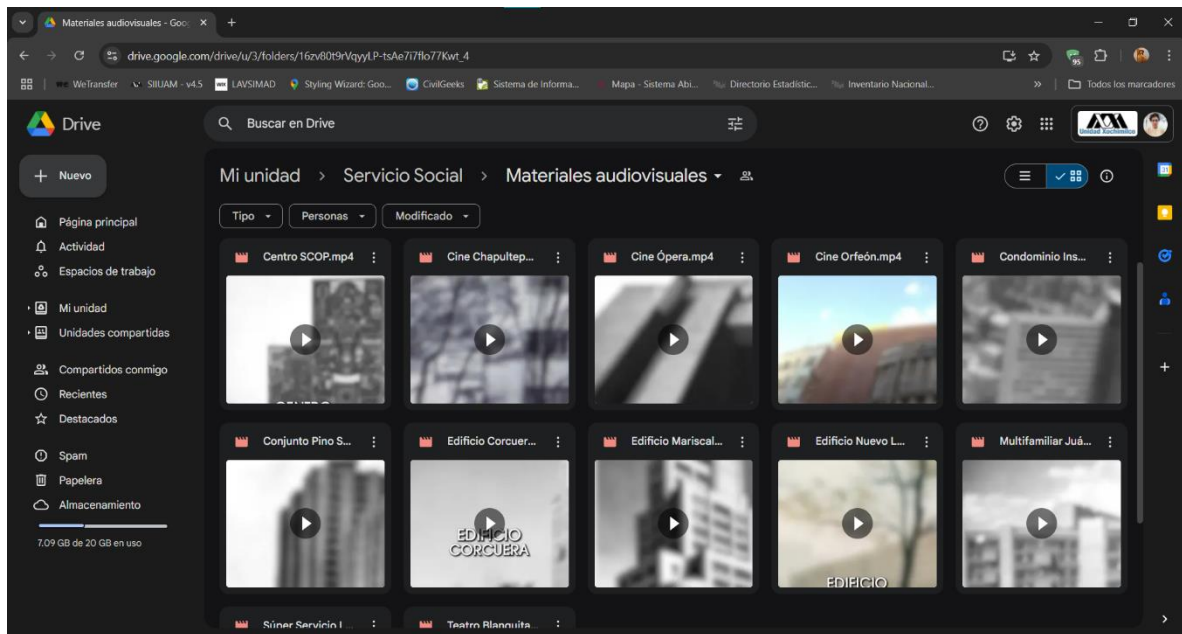 Materiales audiovisuales - Goo
drive.google.com/drive/u/3/folders/16zv80t9rVqyyLP-tsAe7i7flo77Kwt_4
95
WeTransfer
SIIUAM - v4.5
LAVSIMAD
Styling Wizard: Goo...
CivilGeeks
Sistema de Informa...
Mapa - Sistema Abi...
Directorio Estadístic...
Inventario Nacional...
»
Todos los marcadores
Drive
Buscar en Drive
Unidad Xochimilco
Nuevo
Mi unidad > Servicio Social > Materiales audiovisuales
31
Tipo
Personas
Modificado
Página principal
Actividad
Espacios de trabajo
Mi unidad
Unidades compartidas
Compartidos conmigo
Recientes
Destacados
Spam
Papelera
Almacenamiento
7.09 GB de 20 GB en uso
Centro SCOP.mp4
Cine Chapultep...
Cine Ópera.mp4
Cine Orfeón.mp4
Condominio Ins...
Conjunto Pino S...
Edificio Corcuer...
Edificio Mariscal...
Edificio Nuevo L...
Multifamiliar Juá...
EDIFICIO
CORCUERA
EDIFICIO
Súper Servicio L...
Teatro Blanquita...